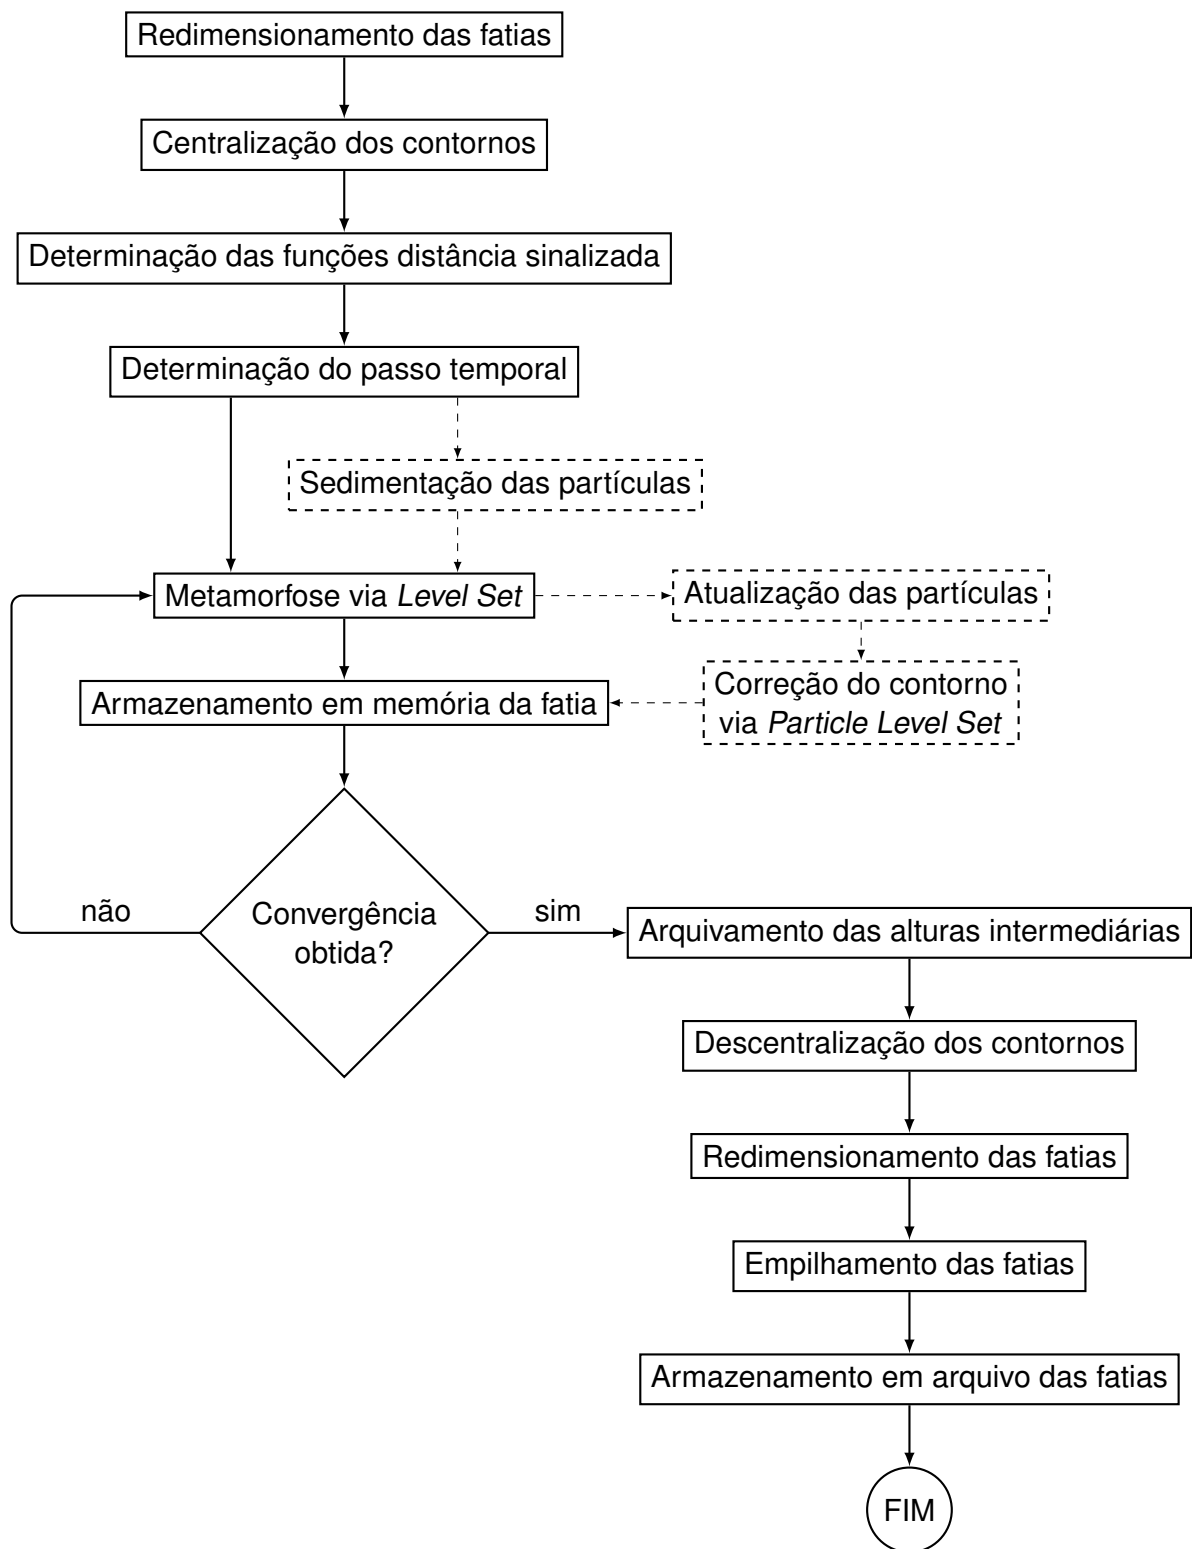 Redimensionamento das fatias
Centralização dos contornos
Determinação das funções distância sinalizada
Determinação do passo temporal
Sedimentação das partículas
Metamorfose via Level Set
Atualização das partículas
Correção do contorno
via Particle Level Set
Armazenamento em memória da fatia
Convergência
obtida?
não
sim
Arquivamento das alturas intermediárias
Descentralização dos contornos
Redimensionamento das fatias
Empilhamento das fatias
Armazenamento em arquivo das fatias
FIM